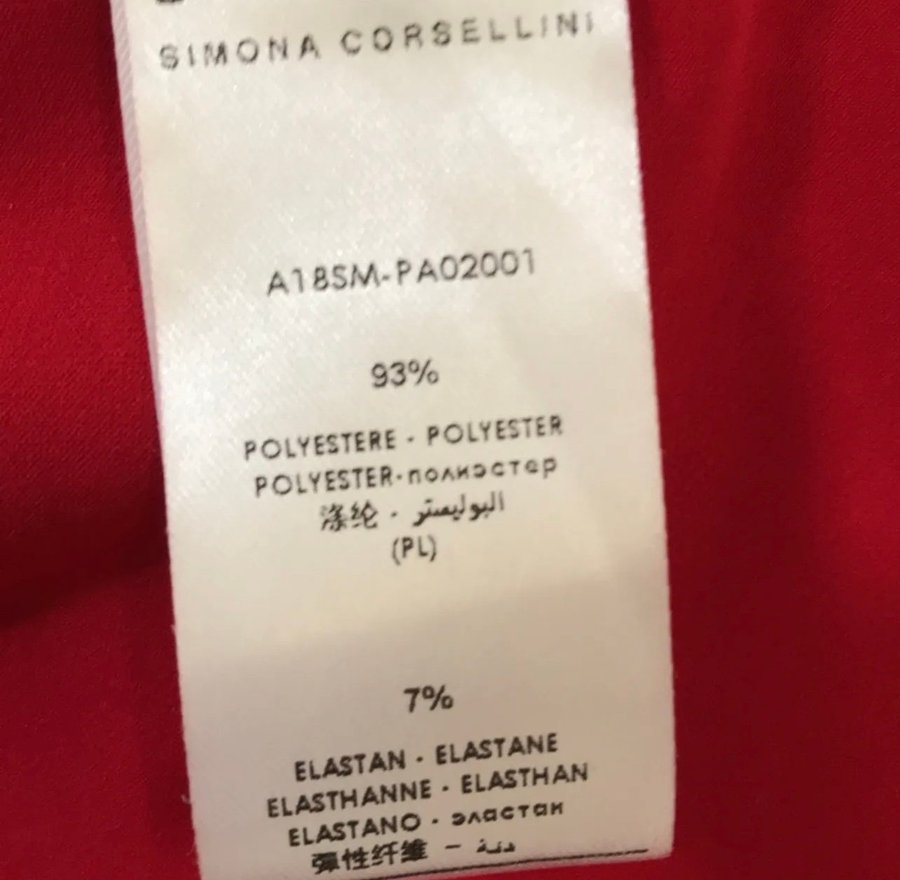 SIMONA CORSELLINI
A18SM-PA02001
93%
POLYESTERE · POLYESTER
POLYESTER·полиэстер
涤纶 · البوليستر
(PL)
7%
ELASTAN · ELASTANE
ELASTHANNE · ELASTHAN
ELASTANO · эластан
弹性纤维 –